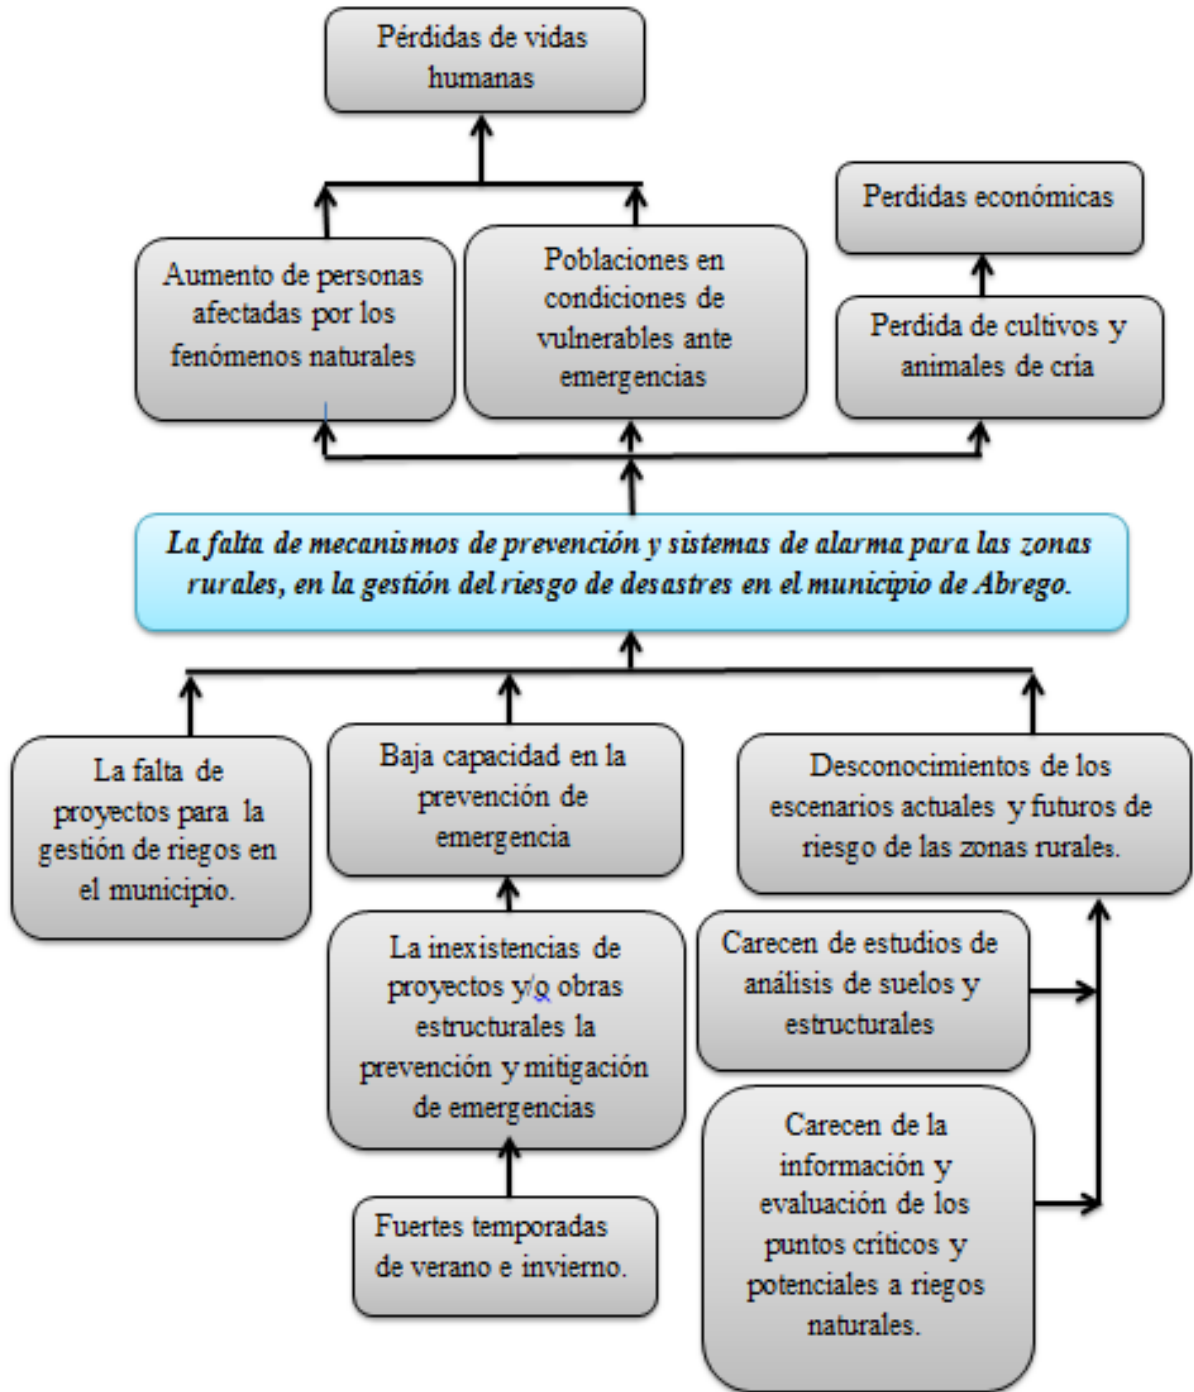 Pérdidas de vidas
humanas
Perdidas económicas
Aumento de personas
afectadas por los
fenómenos naturales
Poblaciones en
condiciones de
vulnerables ante
emergencias
Perdida de cultivos y
animales de cría
La falta de mecanismos de prevención y sistemas de alarma para las zonas
rurales, en la gestión del riesgo de desastres en el municipio de Abrego.
La falta de
proyectos para la
gestión de riegos en
el municipio.
Baja capacidad en la
prevención de
emergencia
Desconocimientos de los
escenarios actuales y futuros de
riesgo de las zonas rurales.
La inexistencias de
proyectos y/o obras
estructurales la
prevención y mitigación
de emergencias
Carecen de estudios de
análisis de suelos y
estructurales
Fuertes temporadas
de verano e invierno.
Carecen de la
información y
evaluación de los
puntos críticos y
potenciales a riegos
naturales.